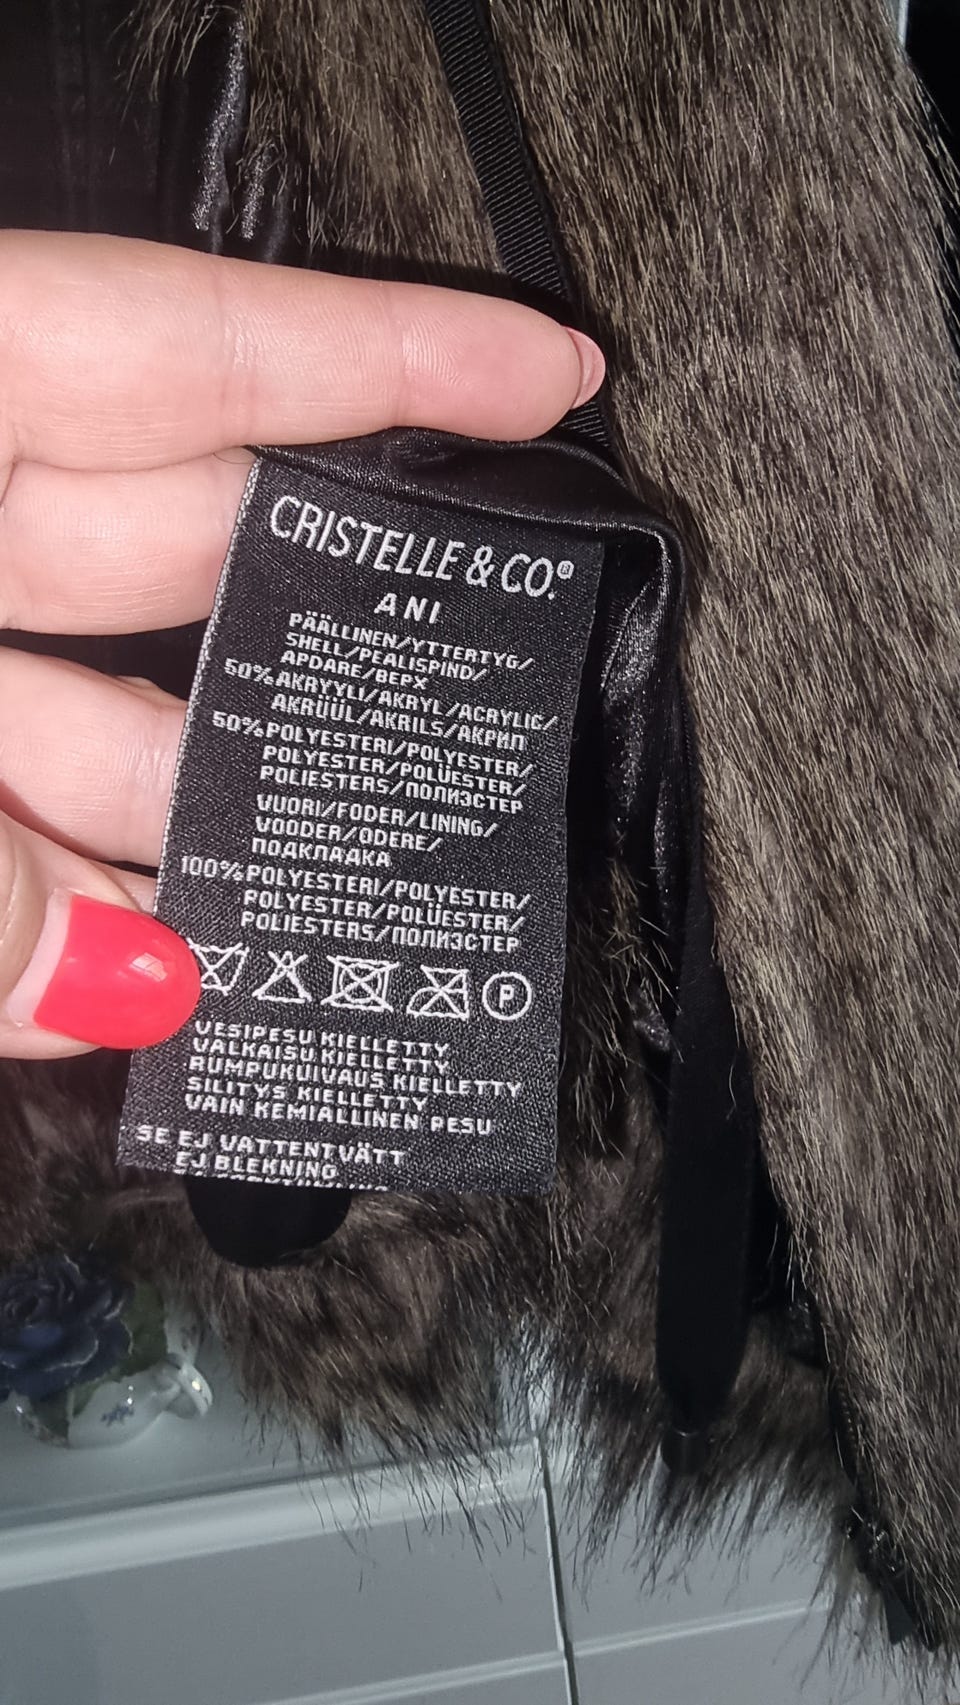 CRISTELLE & CO.®
ANI
PÄÄLLINEN/YTTERTYG/
SHELL/PEALISPIND/
APDARE/ВЕРХ
50%AKRYYLI/AKRYL/ACRYLIC/
AKRÜÜL/AKRILS/АКРИЛ
50%POLYESTERI/POLYESTER/
POLYESTER/POLÜESTER/
POLIESTERS/ПОЛИЭСТЕР
VUORI/FODER/LINING/
VOODER/ODERE/
ПОДКЛАДКА
100%POLYESTERI/POLYESTER/
POLYESTER/POLÜESTER/
POLIESTERS/ПОЛИЭСТЕР
P
VESIPESU KIELLETTY
VALKAISU KIELLETTY
RUMPUKUIVAUS KIELLETTY
SILITYS KIELLETTY
VAIN KEMIALLINEN PESU
SE EJ VATTENTVÄTT
EJ BLEKNING